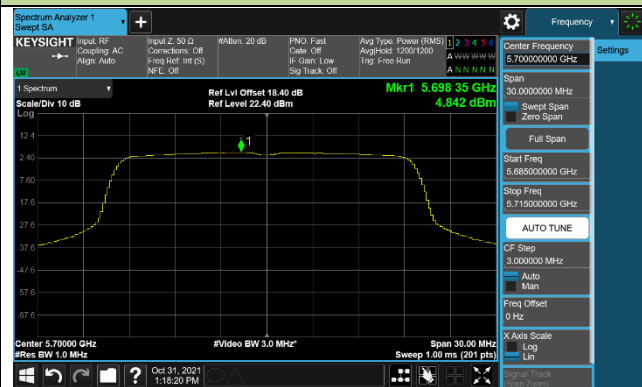 Spectrum Analyzer 1
Swept SA
Frequency
KEYSIGHT
Input: RF
Coupling: AC
Align: Auto
Input Z: 50 Ω
Corrections: Off
Freq Ref: Int (S)
NFE: Off
#Atten: 20 dB
PNO: Fast
Gate: Off
IF Gain: Low
Sig Track: Off
Avg Type: Power (RMS)
Avg|Hold: 1200/1200
Trig: Free Run
1 2 3 4 5 6
A W W W W W
A N N N N N
LXI
1 Spectrum
Scale/Div 10 dB
Log
Ref Lvl Offset 18.40 dB
Ref Level 22.40 dBm
Mkr1 5.698 35 GHz
4.842 dBm
1
12.4
2.40
-7.60
-17.6
-27.6
-37.6
-47.6
-57.6
-67.6
Center 5.70000 GHz
#Res BW 1.0 MHz
#Video BW 3.0 MHz*
Span 30.00 MHz
Sweep 1.00 ms (201 pts)
Center Frequency
5.700000000 GHz
Settings
Span
30.0000000 MHz
Swept Span
Zero Span
Full Span
Start Freq
5.685000000 GHz
Stop Freq
5.715000000 GHz
AUTO TUNE
CF Step
3.000000 MHz
Auto
Man
Freq Offset
0 Hz
X Axis Scale
Log
Lin
Signal Track
(Span Zoom)
?
Oct 31, 2021
1:18:20 PM